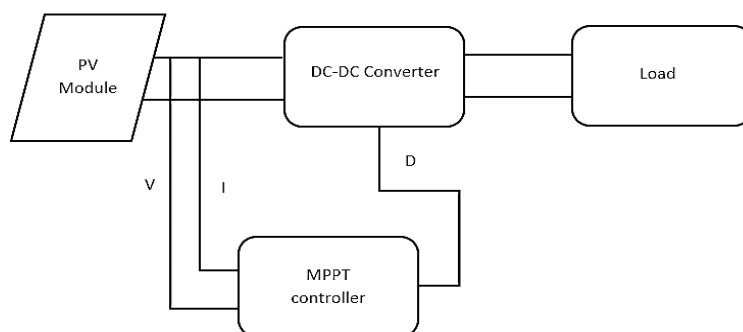 PV
Module
DC-DC Converter
Load
D
V
I
MPPT
controller